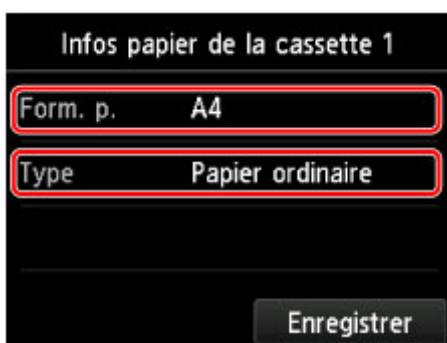 Infos papier de la cassette 1
Form. p. A4
Type Papier ordinaire
Enregistrer